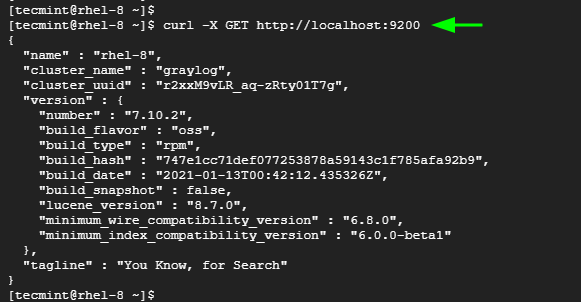 [tecmint@rhel-8 ~]$
[tecmint@rhel-8 ~]$ curl -X GET http://localhost:9200
{
  "name" : "rhel-8",
  "cluster_name" : "graylog",
  "cluster_uuid" : "r2xxM9vLR_aq-zRty01T7g",
  "version" : {
    "number" : "7.10.2",
    "build_flavor" : "oss",
    "build_type" : "rpm",
    "build_hash" : "747e1cc71def077253878a59143c1f785afa92b9",
    "build_date" : "2021-01-13T00:42:12.435326Z",
    "build_snapshot" : false,
    "lucene_version" : "8.7.0",
    "minimum_wire_compatibility_version" : "6.8.0",
    "minimum_index_compatibility_version" : "6.0.0-beta1"
  },
  "tagline" : "You Know, for Search"
}
[tecmint@rhel-8 ~]$